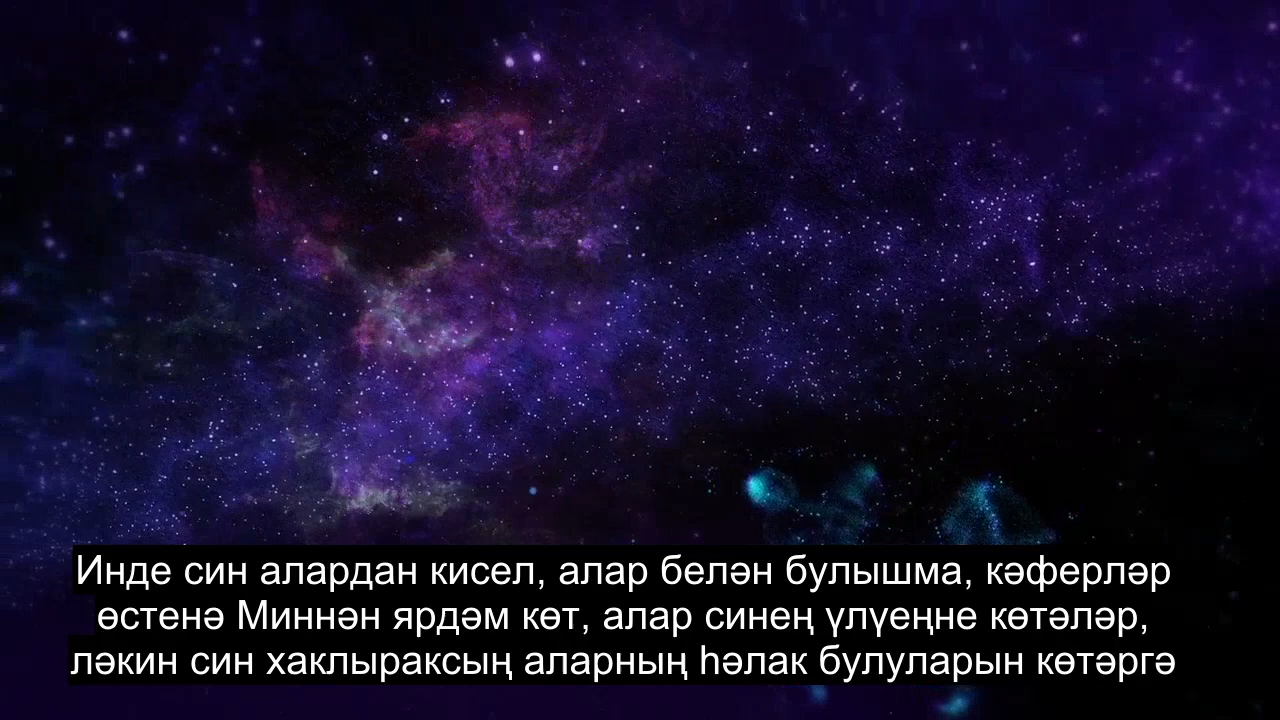 Инде син алардан кисел, алар белән булышма, кәферләр
өстенә Миннән ярдәм көт, алар синең үлүеңне көтәләр,
ләкин син хаклыраксың аларның һәлак булуларын көтәргә